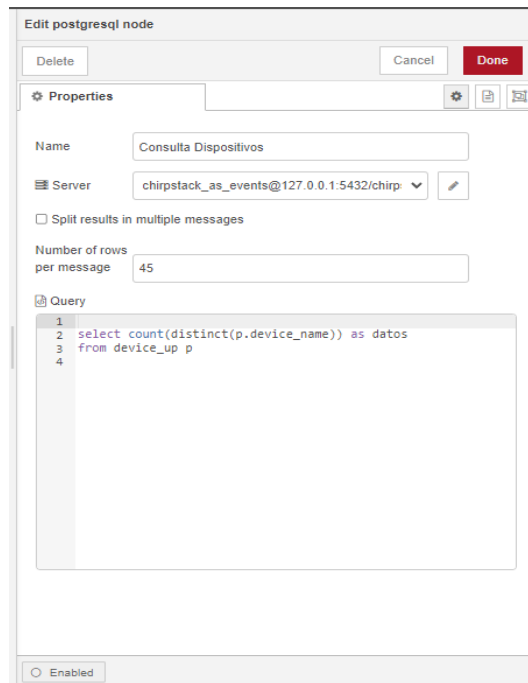 Edit postgresql node
Delete
Cancel
Done
Properties
Name
Consulta Dispositivos
Server
chirpstack_as_events@127.0.0.1:5432/chirp
Split results in multiple messages
Number of rows
per message
45
Query
1
2 select count(distinct(p.device_name)) as datos
3 from device_up p
4
Enabled